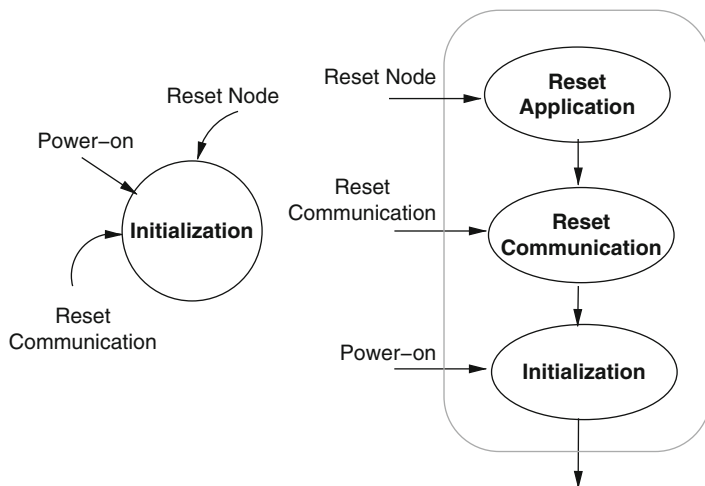 Reset Node
Power−on
Initialization
Reset
Communication
Reset Node
Reset
Application
Reset
Communication
Reset
Communication
Power−on
Initialization